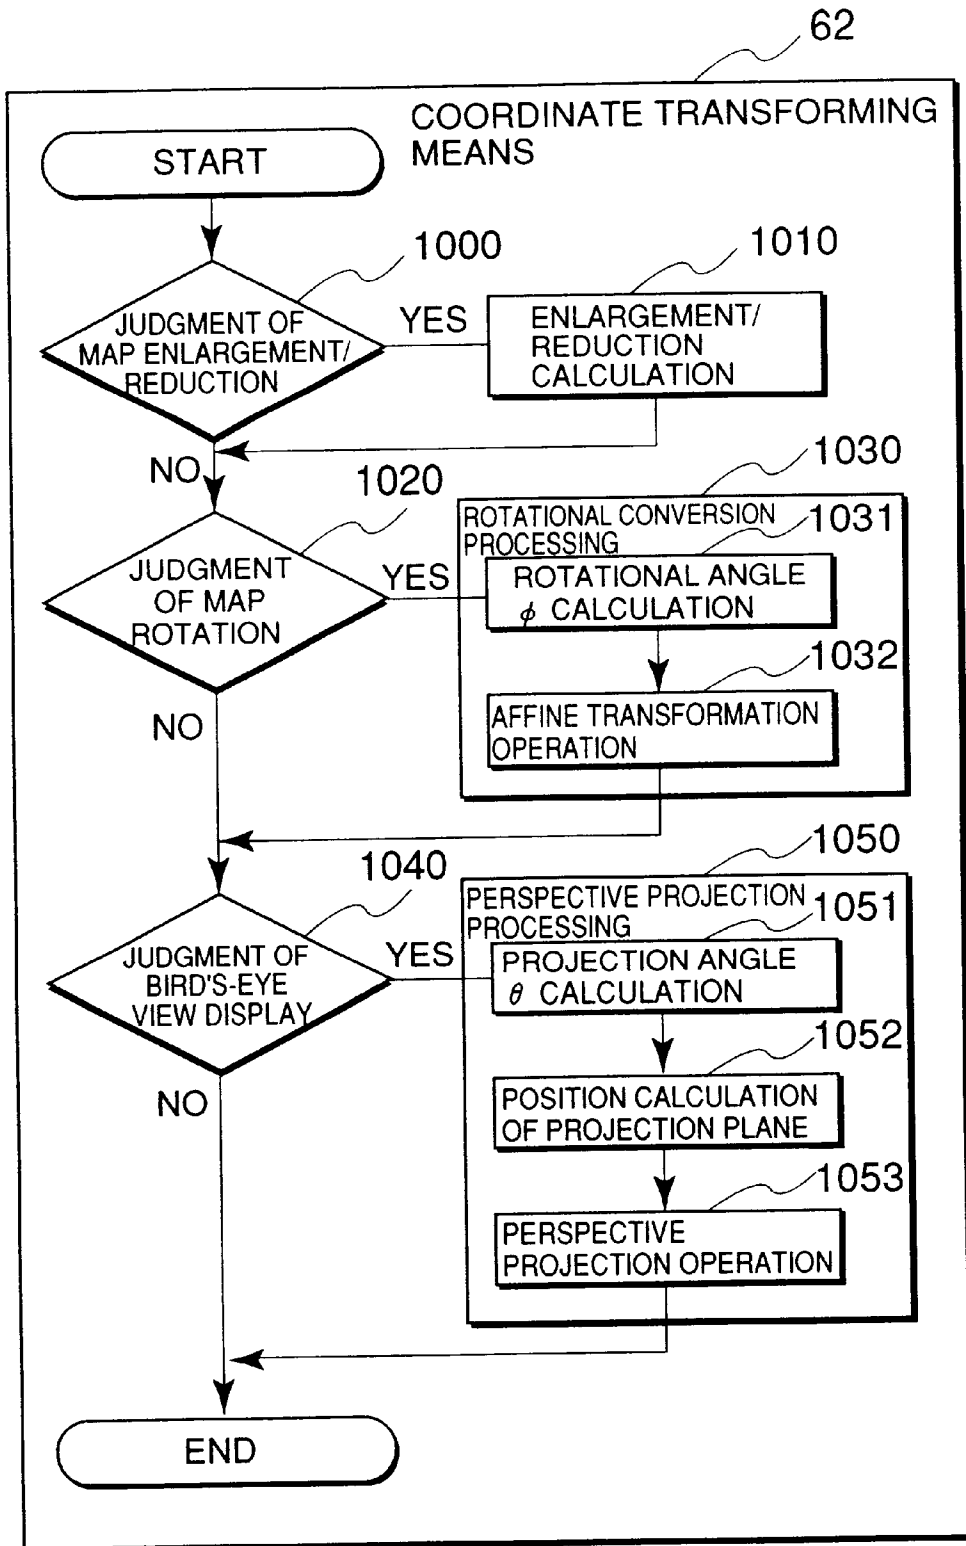 62
COORDINATE TRANSFORMING
MEANS
START
1000
JUDGMENT OF
MAP ENLARGEMENT/
REDUCTION
YES
1010
ENLARGEMENT/
REDUCTION
CALCULATION
NO
1020
JUDGMENT
OF MAP
ROTATION
YES
1030
ROTATIONAL CONVERSION
PROCESSING
1031
ROTATIONAL ANGLE
ϕ CALCULATION
1032
AFFINE TRANSFORMATION
OPERATION
NO
1040
JUDGMENT OF
BIRD'S-EYE
VIEW DISPLAY
YES
1050
PERSPECTIVE PROJECTION
PROCESSING
1051
PROJECTION ANGLE
θ CALCULATION
1052
POSITION CALCULATION
OF PROJECTION PLANE
1053
PERSPECTIVE
PROJECTION OPERATION
NO
END